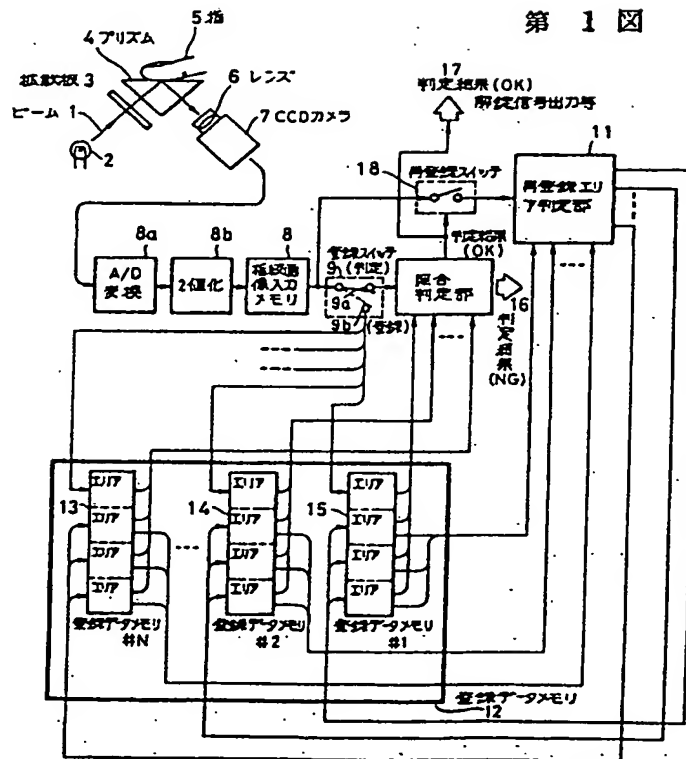 第 1 図
5 指
4 プリズム
拡散板 3
6 レンズ
ビーム 1
7 CCDカメラ
2
17
判定結果(OK)
解錠信号出力等
11
18
再登録スイッチ
再登録エリ
ア判定部
8a
8b
8
A/D
変換
2値化
指紋画
像入力
メモリ
登録スイッチ
(判定)
9a
9b (登録)
判定結果
(OK)
照合
判定部
16
判定結果
(NG)
13
エリア
エリア
エリア
エリア
登録データメモリ
#N
14
エリア
エリア
エリア
エリア
登録データメモリ
#2
15
エリア
エリア
エリア
エリア
登録データメモリ
#1
登録データメモリ
12